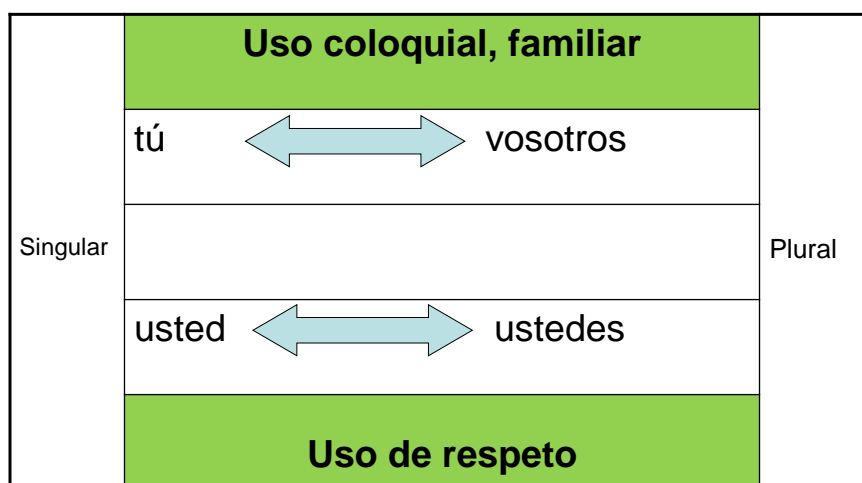 Uso coloquial, familiar
tú vosotros
Singular
Plural
usted ustedes
Uso de respeto